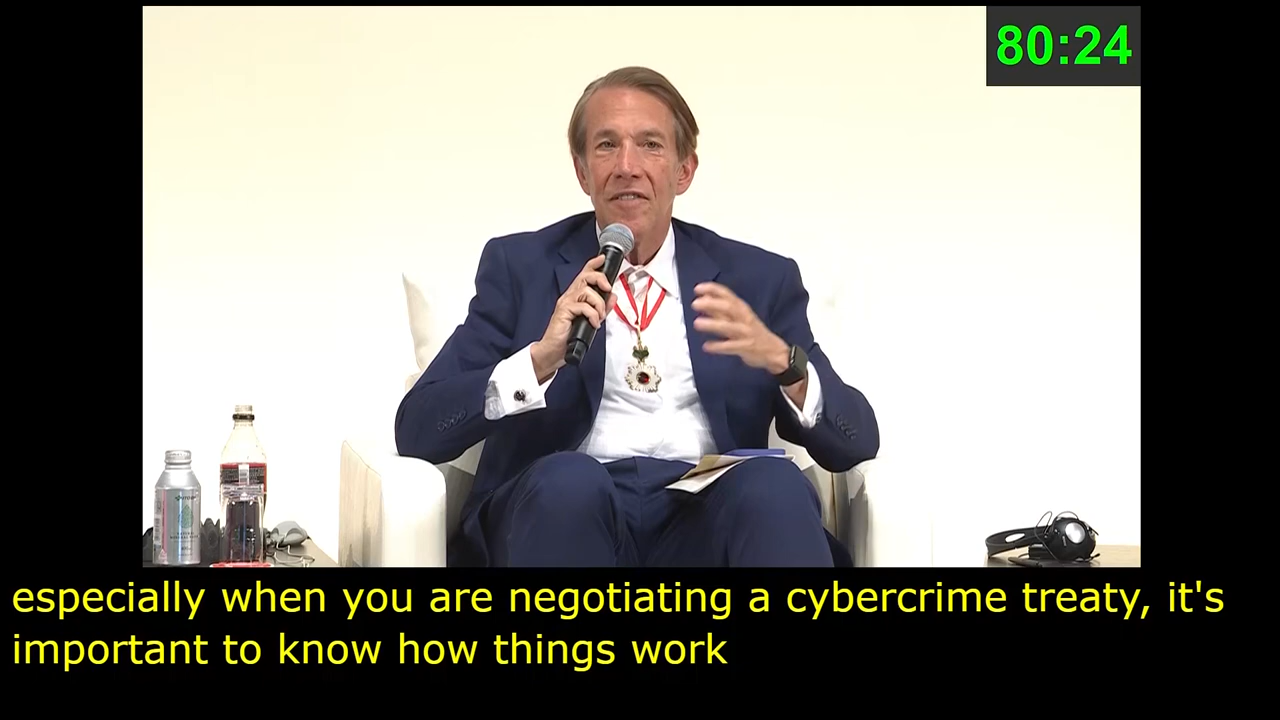 80:24
especially when you are negotiating a cybercrime treaty, it's
important to know how things work